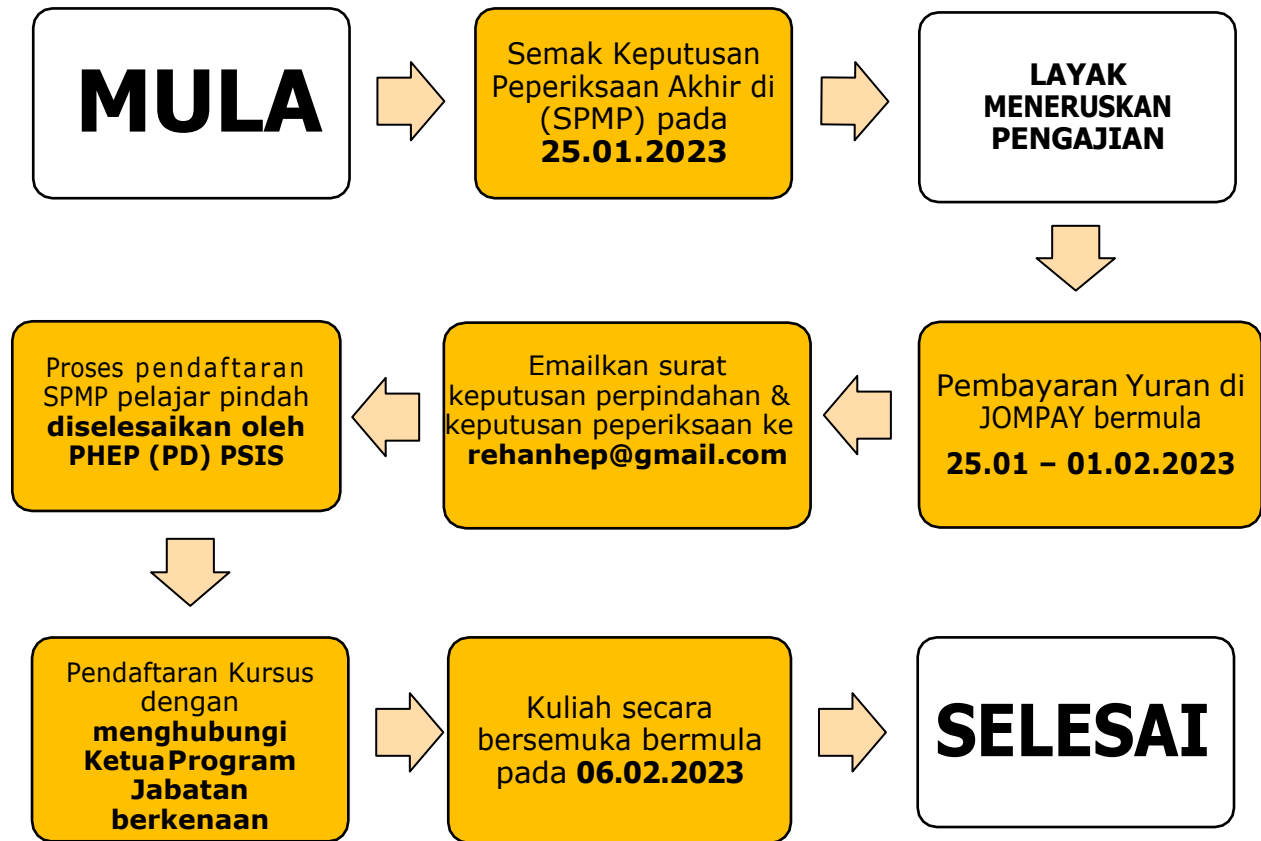 MULA
Semak Keputusan
Peperiksaan Akhir di
(SPMP) pada
25.01.2023
LAYAK
MENERUSKAN
PENGAJIAN
Pembayaran Yuran di
JOMPAY bermula
25.01 – 01.02.2023
Emailkan surat
keputusan perpindahan &
keputusan peperiksaan ke
rehanhep@gmail.com
Proses pendaftaran
SPMP pelajar pindah
diselesaikan oleh
PHEP (PD) PSIS
Pendaftaran Kursus
dengan
menghubungi
KetuaProgram
Jabatan
berkenaan
Kuliah secara
bersemuka bermula
pada 06.02.2023
SELESAI